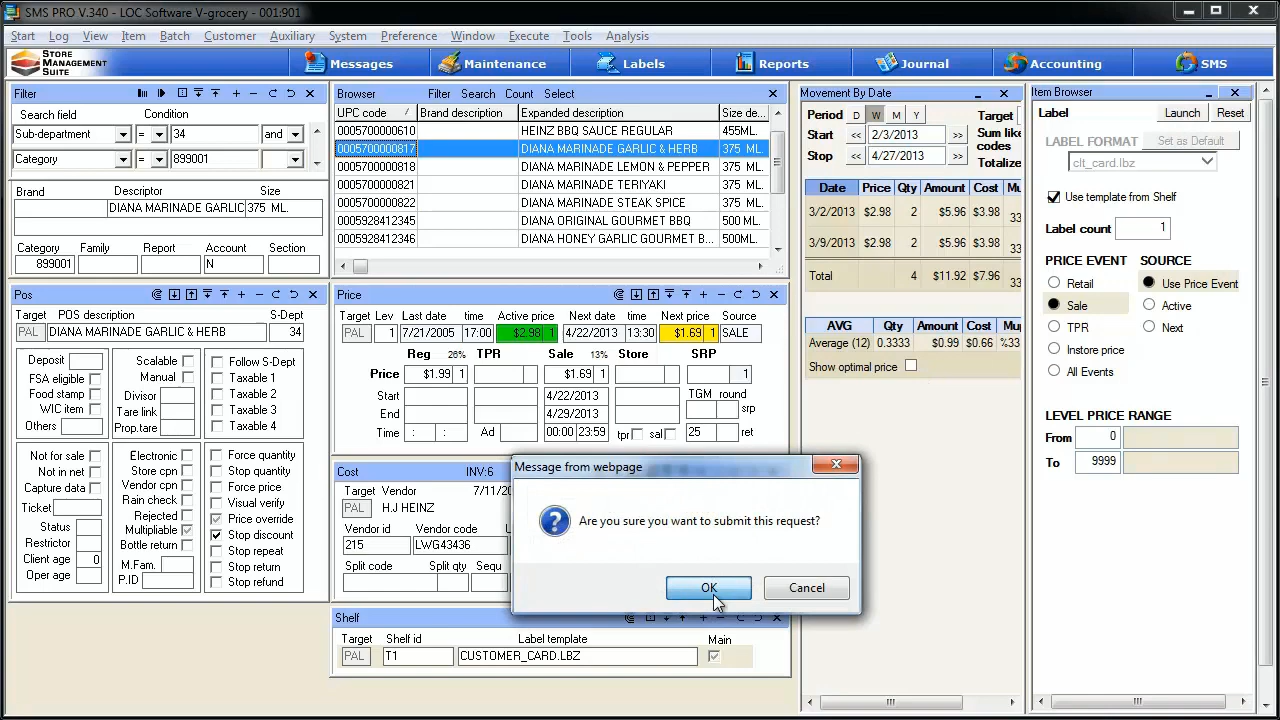 SMS PRO V.340 - LOC Software V-grocery - 001:901
Start Log View Item Batch Customer Auxiliary System Preference Window Execute Tools Analysis
STORE MANAGEMENT SUITE
Messages Maintenance Labels Reports Journal Accounting SMS
Filter
Search field Condition
Sub-department = 34 and
Category = 899001
Brand Descriptor Size
DIANA MARINADE GARLIC 375 ML.
Category Family Report Account Section
899001 N
Browser Filter Search Count Select
UPC code / Brand description Expanded description Size de
0005700000610 HEINZ BBQ SAUCE REGULAR 455ML.
0005700000817 DIANA MARINADE GARLIC & HERB 375 ML.
0005700000818 DIANA MARINADE LEMON & PEPPER 375 ML.
0005700000821 DIANA MARINADE TERIYAKI 375 ML.
0005700000822 DIANA MARINADE STEAK SPICE 375 ML.
0005928412345 DIANA ORIGINAL GOURMET BBQ 500 ML.
0005928412346 DIANA HONEY GARLIC GOURMET B... 500ML.
Pos
Target POS description S-Dept
PAL DIANA MARINADE GARLIC & HERB 34
Deposit Scalable Follow S-Dept
FSA eligible Manual Taxable 1
Food stamp Divisor Taxable 2
WIC item Tare link Taxable 3
Others Prop.tare Taxable 4
Not for sale Electronic Force quantity
Not in net Store cpn Stop quantity
Capture data Vendor cpn Force price
Ticket Rain check Visual verify
Status Rejected Price override
Restrictor Multipliable Stop discount
Client age 0 Bottle return Stop repeat
Oper age M.Fam. Stop return
P.ID Stop refund
Price
Target Lev Last date time Active price Next date time Next price Source
PAL 1 7/21/2005 17:00 $2.98 1 4/22/2013 13:30 $1.69 1 SALE
Reg 28% TPR Sale 13% Store SRP
Price $1.99 1 $1.69 1 1
Start 4/22/2013 TGM round
End 4/29/2013 srp
Time : : Ad 00:00 23:59 tpr sal 25 ret
Cost INV:6
Target Vendor 7/11/20
PAL H.J HEINZ
Vendor id Vendor code
215 LWG43436
Split code Split qty Sequ
Message from webpage
Are you sure you want to submit this request?
OK Cancel
Shelf
Target Shelf id Label template Main
PAL T1 CUSTOMER_CARD.LBZ
Movement By Date
Period D W M Y Target
Start << 2/3/2013 >> Sum like codes
Stop << 4/27/2013 >> Totalize
Date Price Qty Amount Cost Mu
3/2/2013 $2.98 2 $5.96 $3.98 33
3/9/2013 $2.98 2 $5.96 $3.98 33
Total 4 $11.92 $7.96 33
AVG Qty Amount Cost Mup
Average (12) 0.3333 $0.99 $0.66 %33
Show optimal price
Item Browser
Label Launch Reset
LABEL FORMAT Set as Default
clt_card.lbz
Use template from Shelf
Label count 1
PRICE EVENT SOURCE
Retail Use Price Event
Sale Active
TPR Next
Instore price
All Events
LEVEL PRICE RANGE
From 0
To 9999